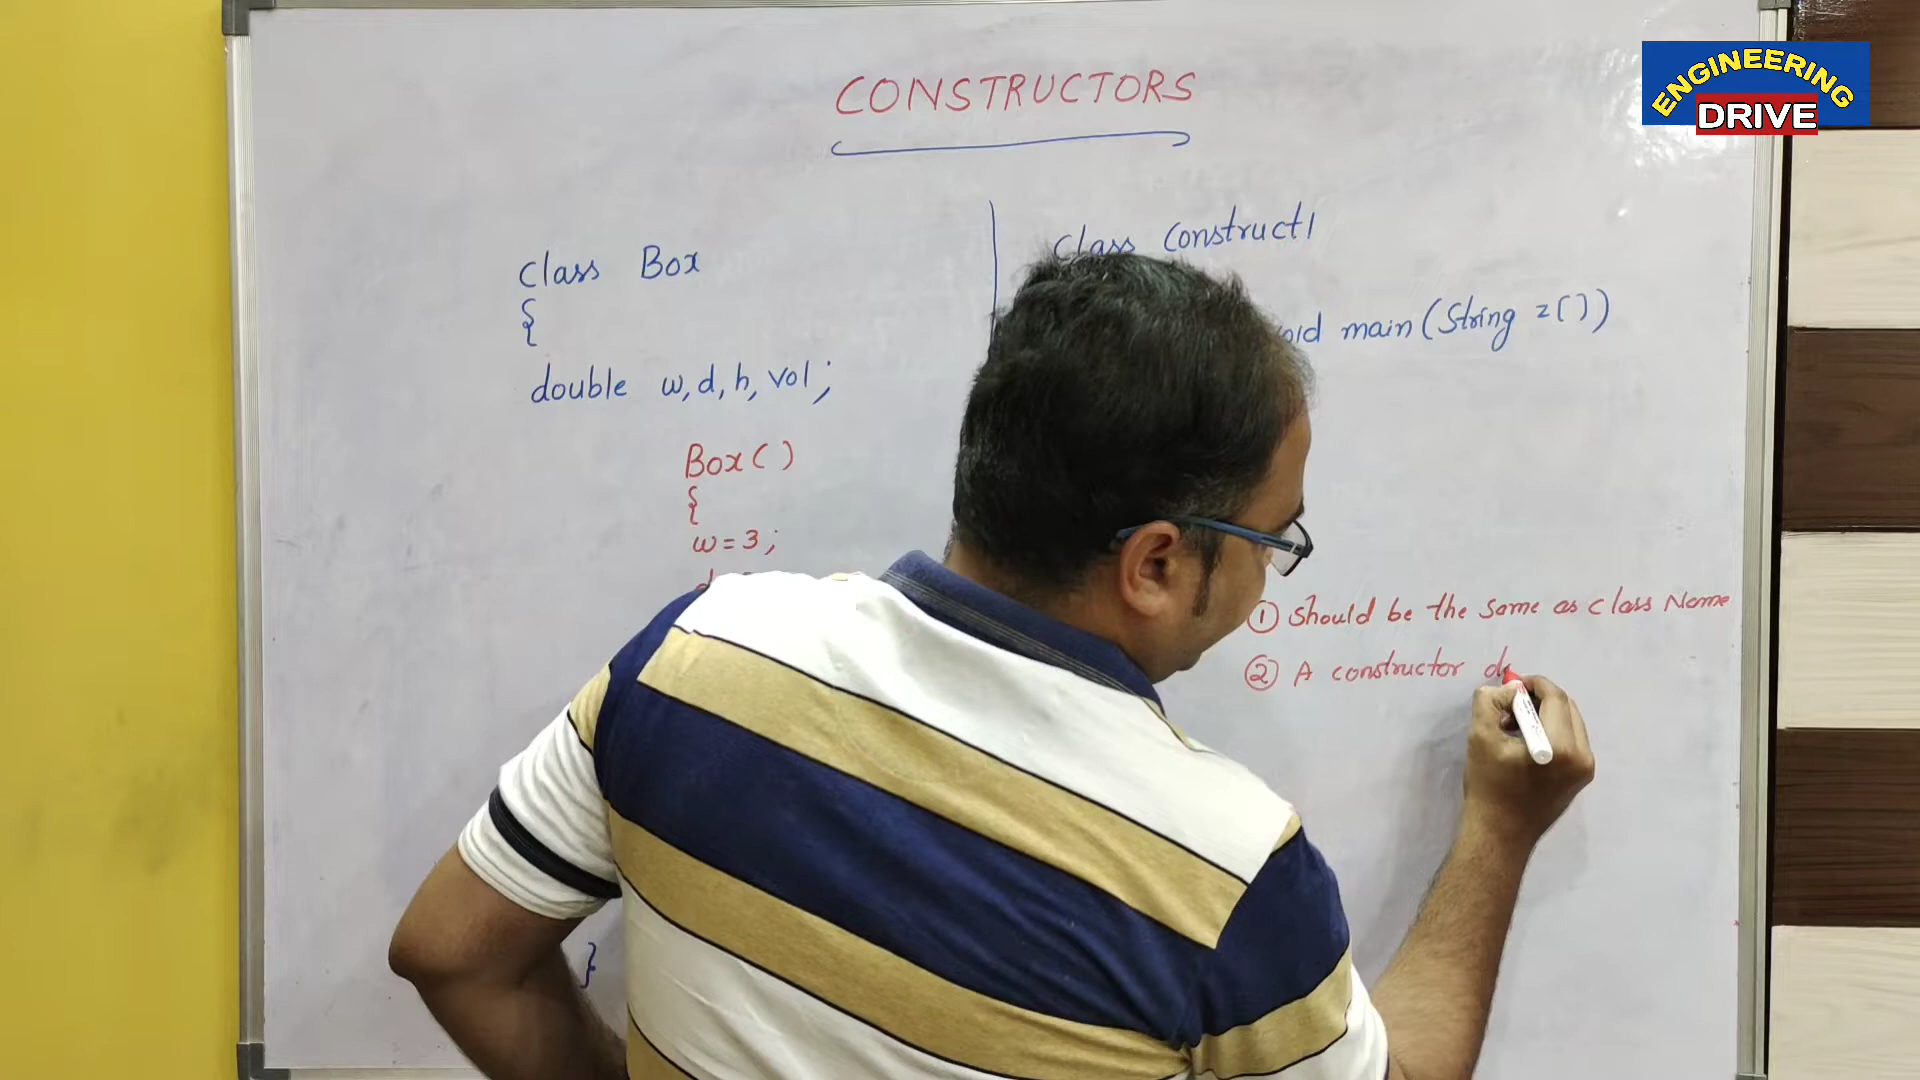 ENGINEERING
DRIVE
CONSTRUCTORS
class Box
{
double w,d,h,vol;
Box()
{
w=3;
}
class Construct1
void main(String z[])
① Should be the same as class Name
② A constructor